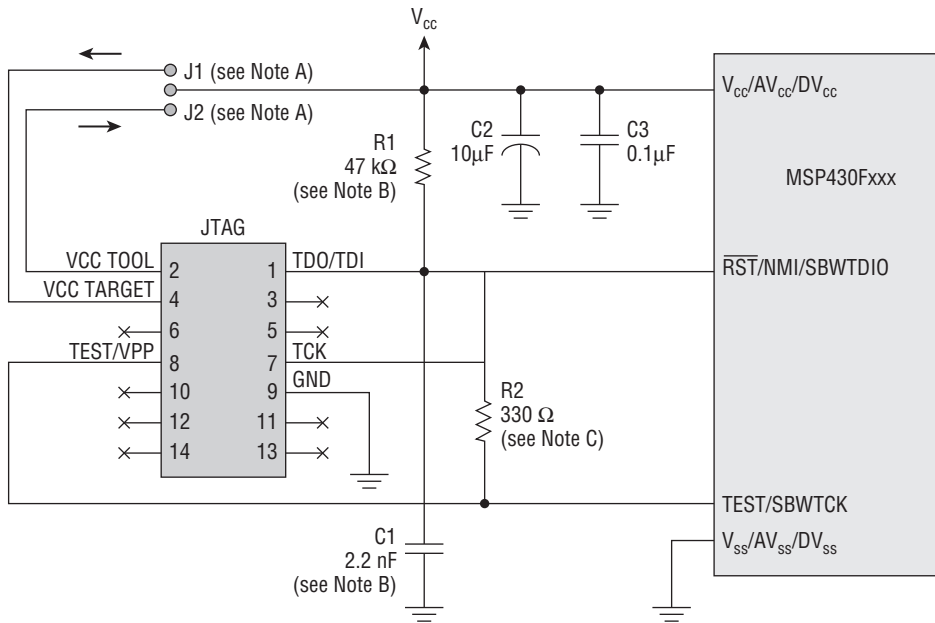 Vcc
J1 (see Note A)
J2 (see Note A)
Vcc/AVcc/DVcc
R1
47 kΩ
(see Note B)
C2
10μF
C3
0.1μF
MSP430Fxxx
JTAG
VCC TOOL
2
1
TDO/TDI
RST/NMI/SBWTDIO
VCC TARGET
4
3
6
5
TEST/VPP
8
7
TCK
10
9
GND
12
11
14
13
R2
330 Ω
(see Note C)
TEST/SBWTCK
C1
2.2 nF
(see Note B)
Vss/AVss/DVss